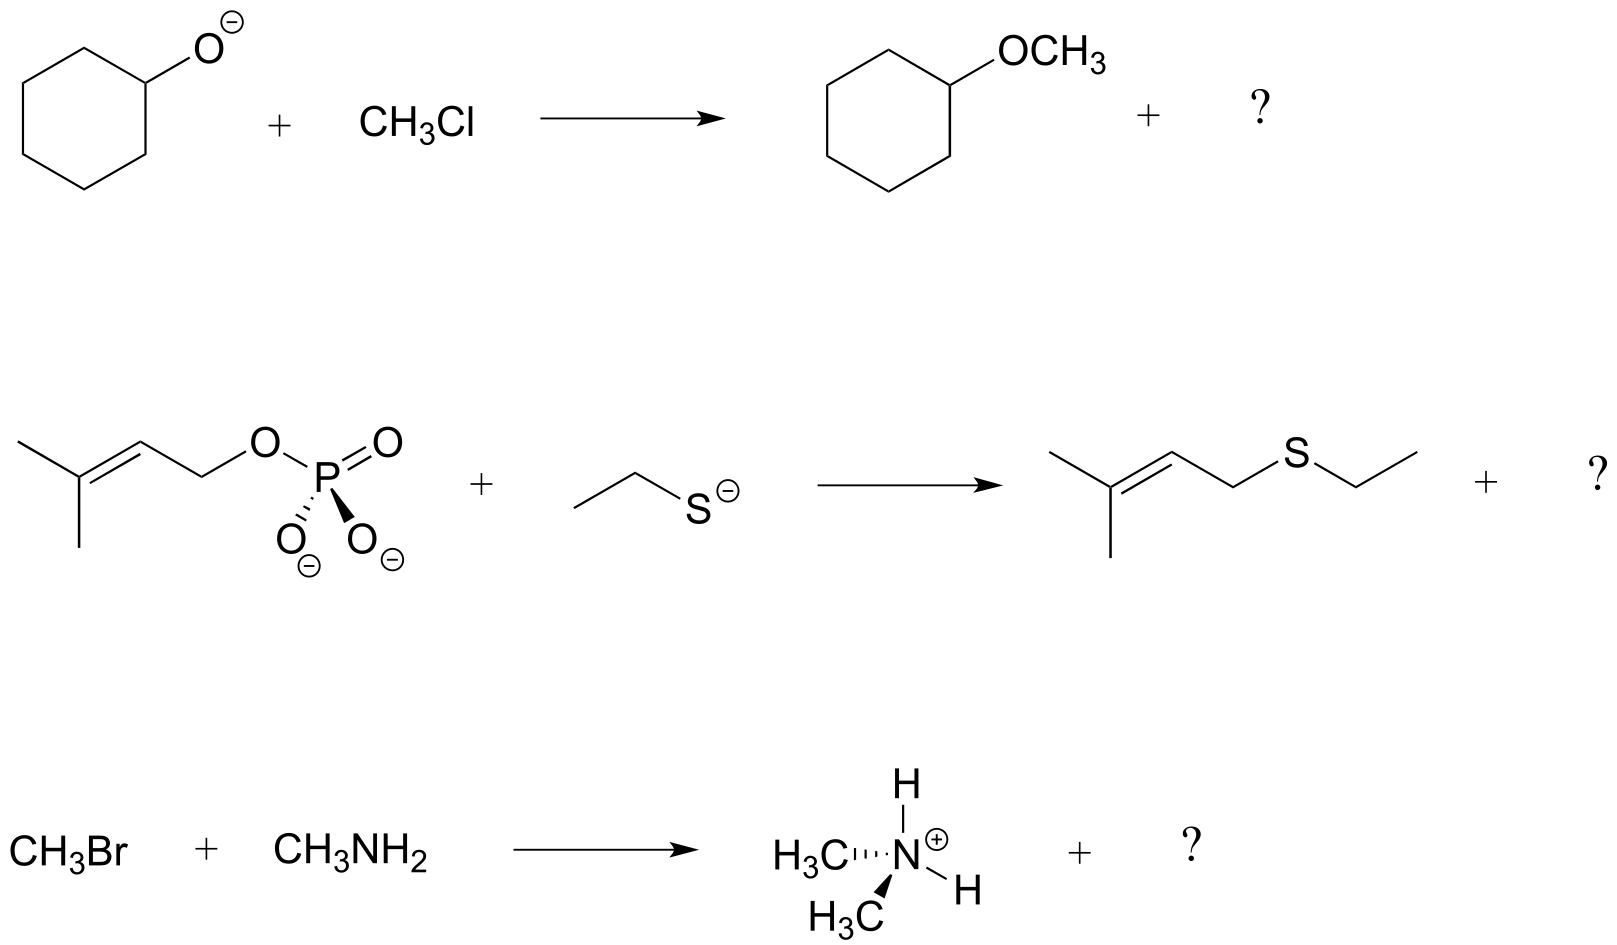 O⊖ + CH₃Cl OCH₃ + ?
O P O O⊖ O⊖ + S⊖ S + ?
CH₃Br + CH₃NH₂ H H₃C N⊕ H H₃C + ?